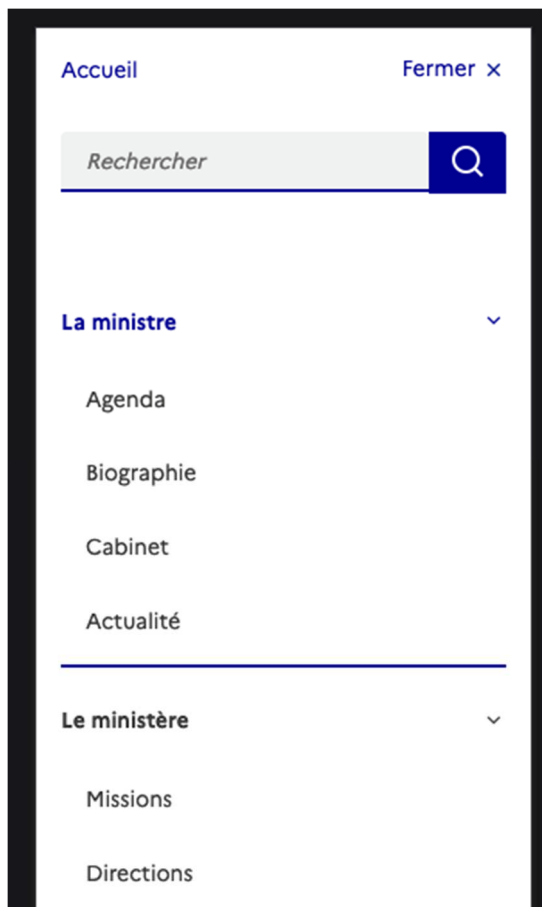 Accueil
Fermer ×
Rechercher
La ministre
Agenda
Biographie
Cabinet
Actualité
Le ministère
Missions
Directions